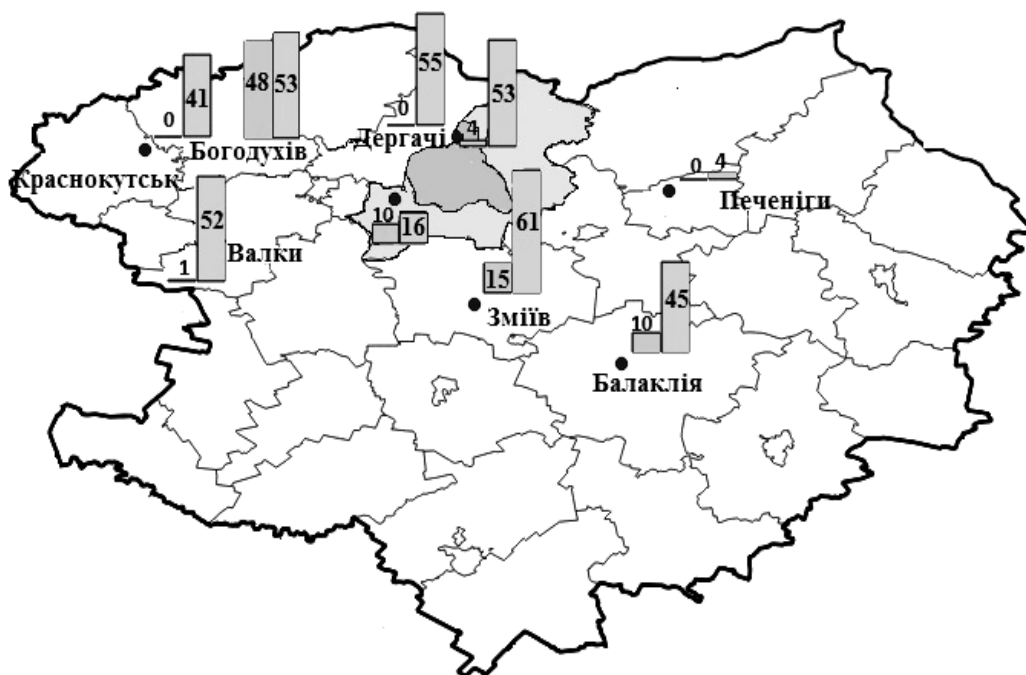 41
0
48
53
55
0
53
4
Дергачі
Богодухів
Краснокутськ
0
4
Печеніги
52
1
Валки
10
16
61
15
Зміїв
45
10
Балаклія